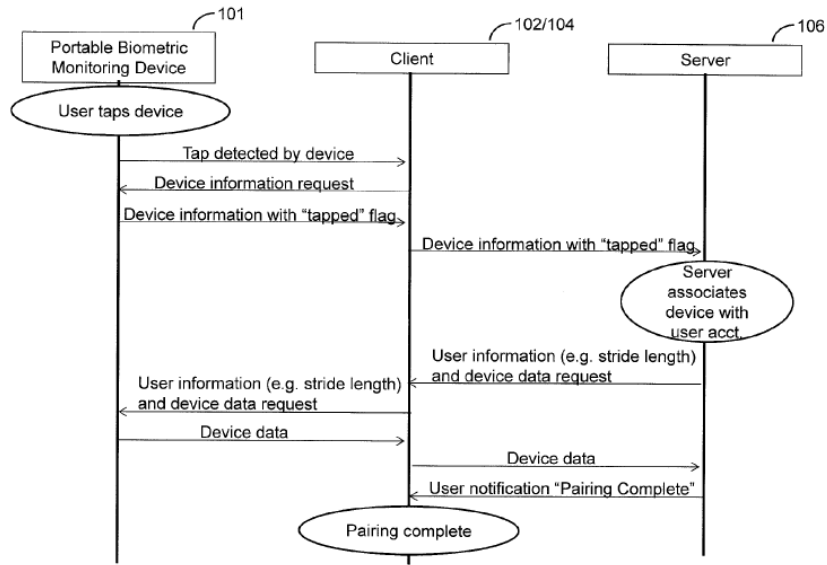 101
102/104
106
Portable Biometric
Monitoring Device
Client
Server
User taps device
Tap detected by device
Device information request
Device information with “tapped” flag
Device information with “tapped” flag
Server
associates
device with
user acct.
User information (e.g. stride length)
and device data request
User information (e.g. stride length)
and device data request
Device data
Device data
User notification “Pairing Complete”
Pairing complete